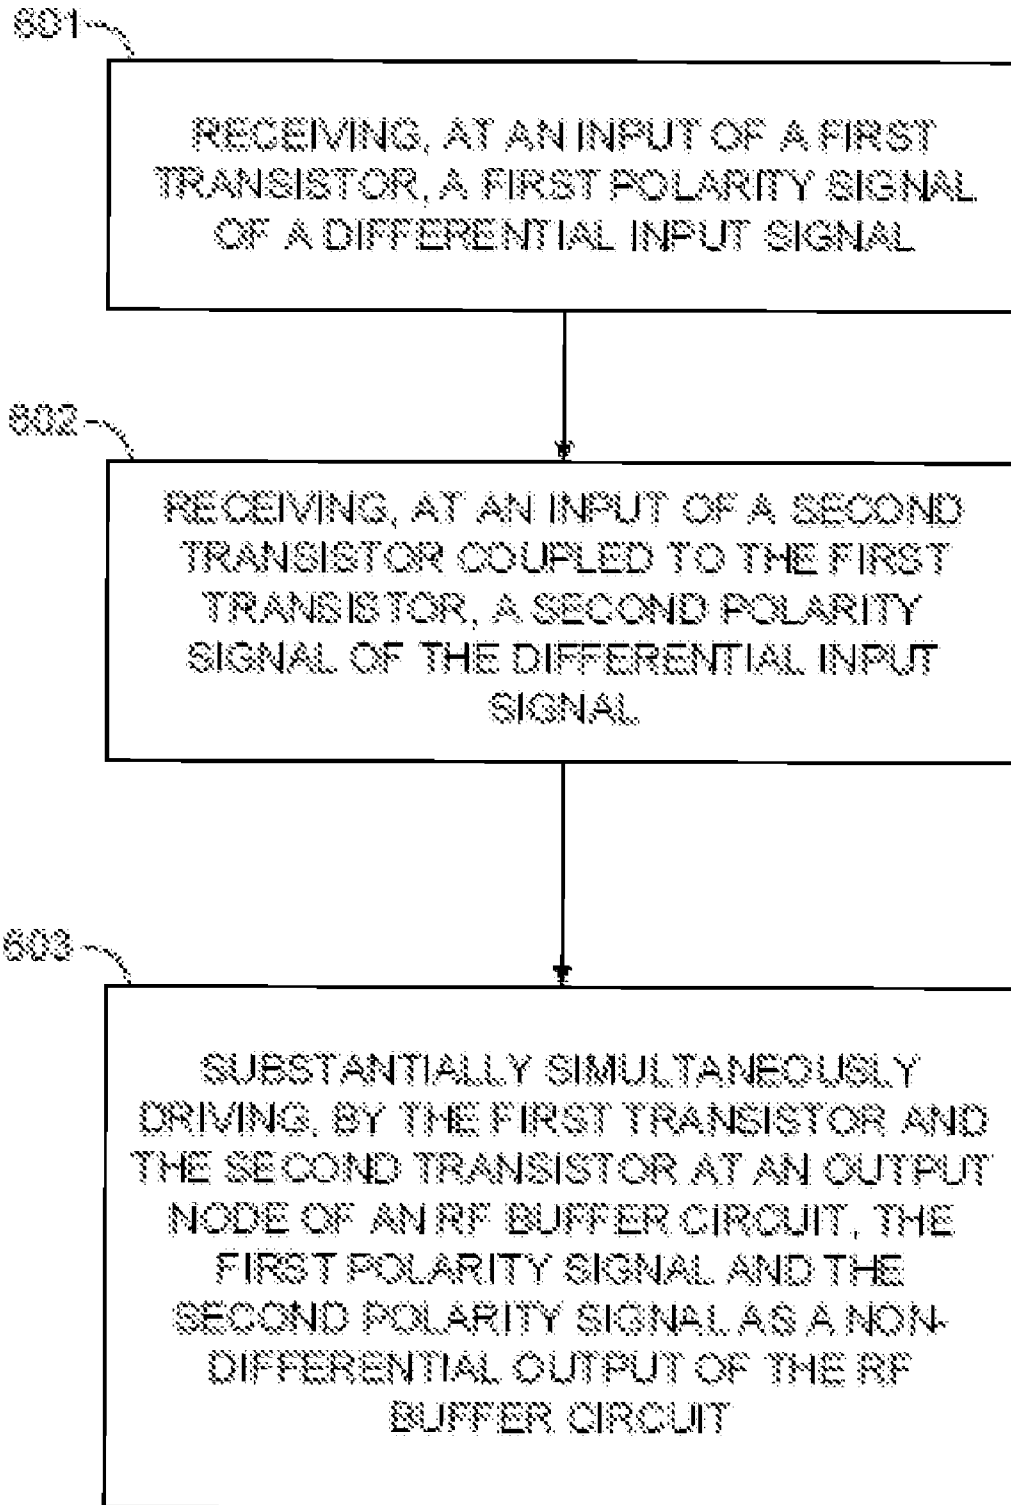 601
RECEIVING, AT AN INPUT OF A FIRST
TRANSISTOR, A FIRST POLARITY SIGNAL
OF A DIFFERENTIAL INPUT SIGNAL
602
RECEIVING, AT AN INPUT OF A SECOND
TRANSISTOR COUPLED TO THE FIRST
TRANSISTOR, A SECOND POLARITY
SIGNAL OF THE DIFFERENTIAL INPUT
SIGNAL
603
SUBSTANTIALLY SIMULTANEOUSLY
DRIVING, BY THE FIRST TRANSISTOR AND
THE SECOND TRANSISTOR AT AN OUTPUT
NODE OF AN RF BUFFER CIRCUIT, THE
FIRST POLARITY SIGNAL AND THE
SECOND POLARITY SIGNAL AS A NON-
DIFFERENTIAL OUTPUT OF THE RF
BUFFER CIRCUIT